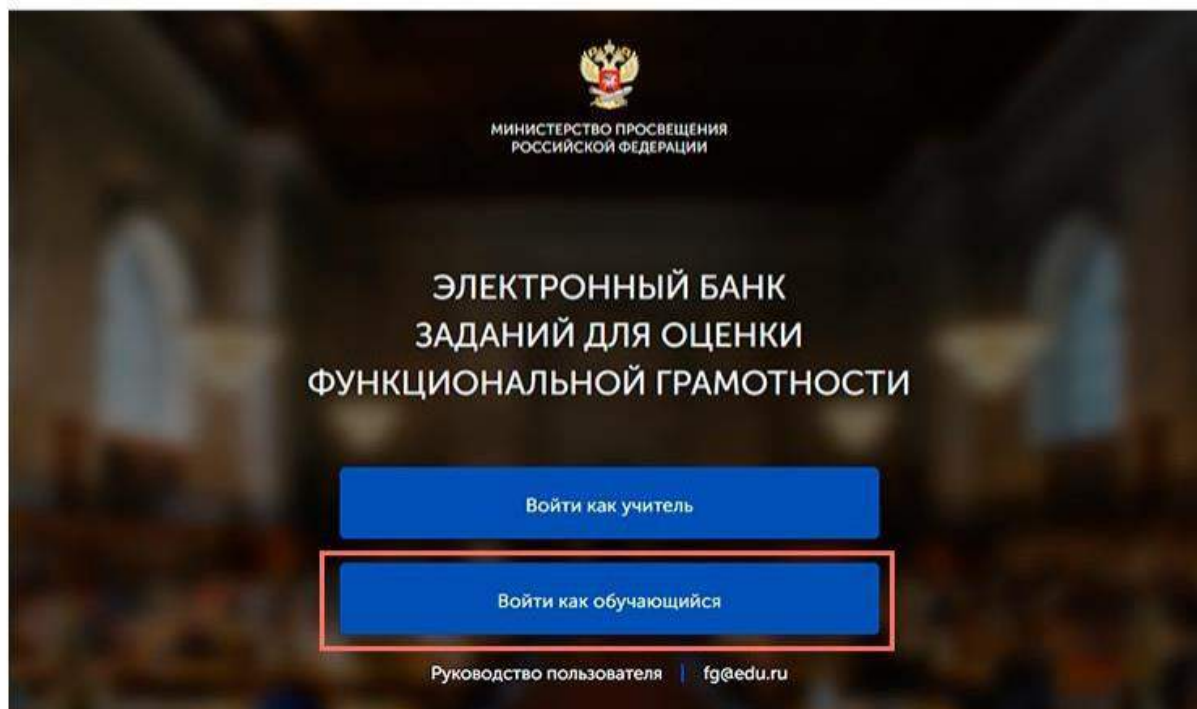 МИНИСТЕРСТВО ПРОСВЕЩЕНИЯ
РОССИЙСКОЙ ФЕДЕРАЦИИ
ЭЛЕКТРОННЫЙ БАНК
ЗАДАНИЙ ДЛЯ ОЦЕНКИ
ФУНКЦИОНАЛЬНОЙ ГРАМОТНОСТИ
Войти как учитель
Войти как обучающийся
Руководство пользователя | fg@edu.ru